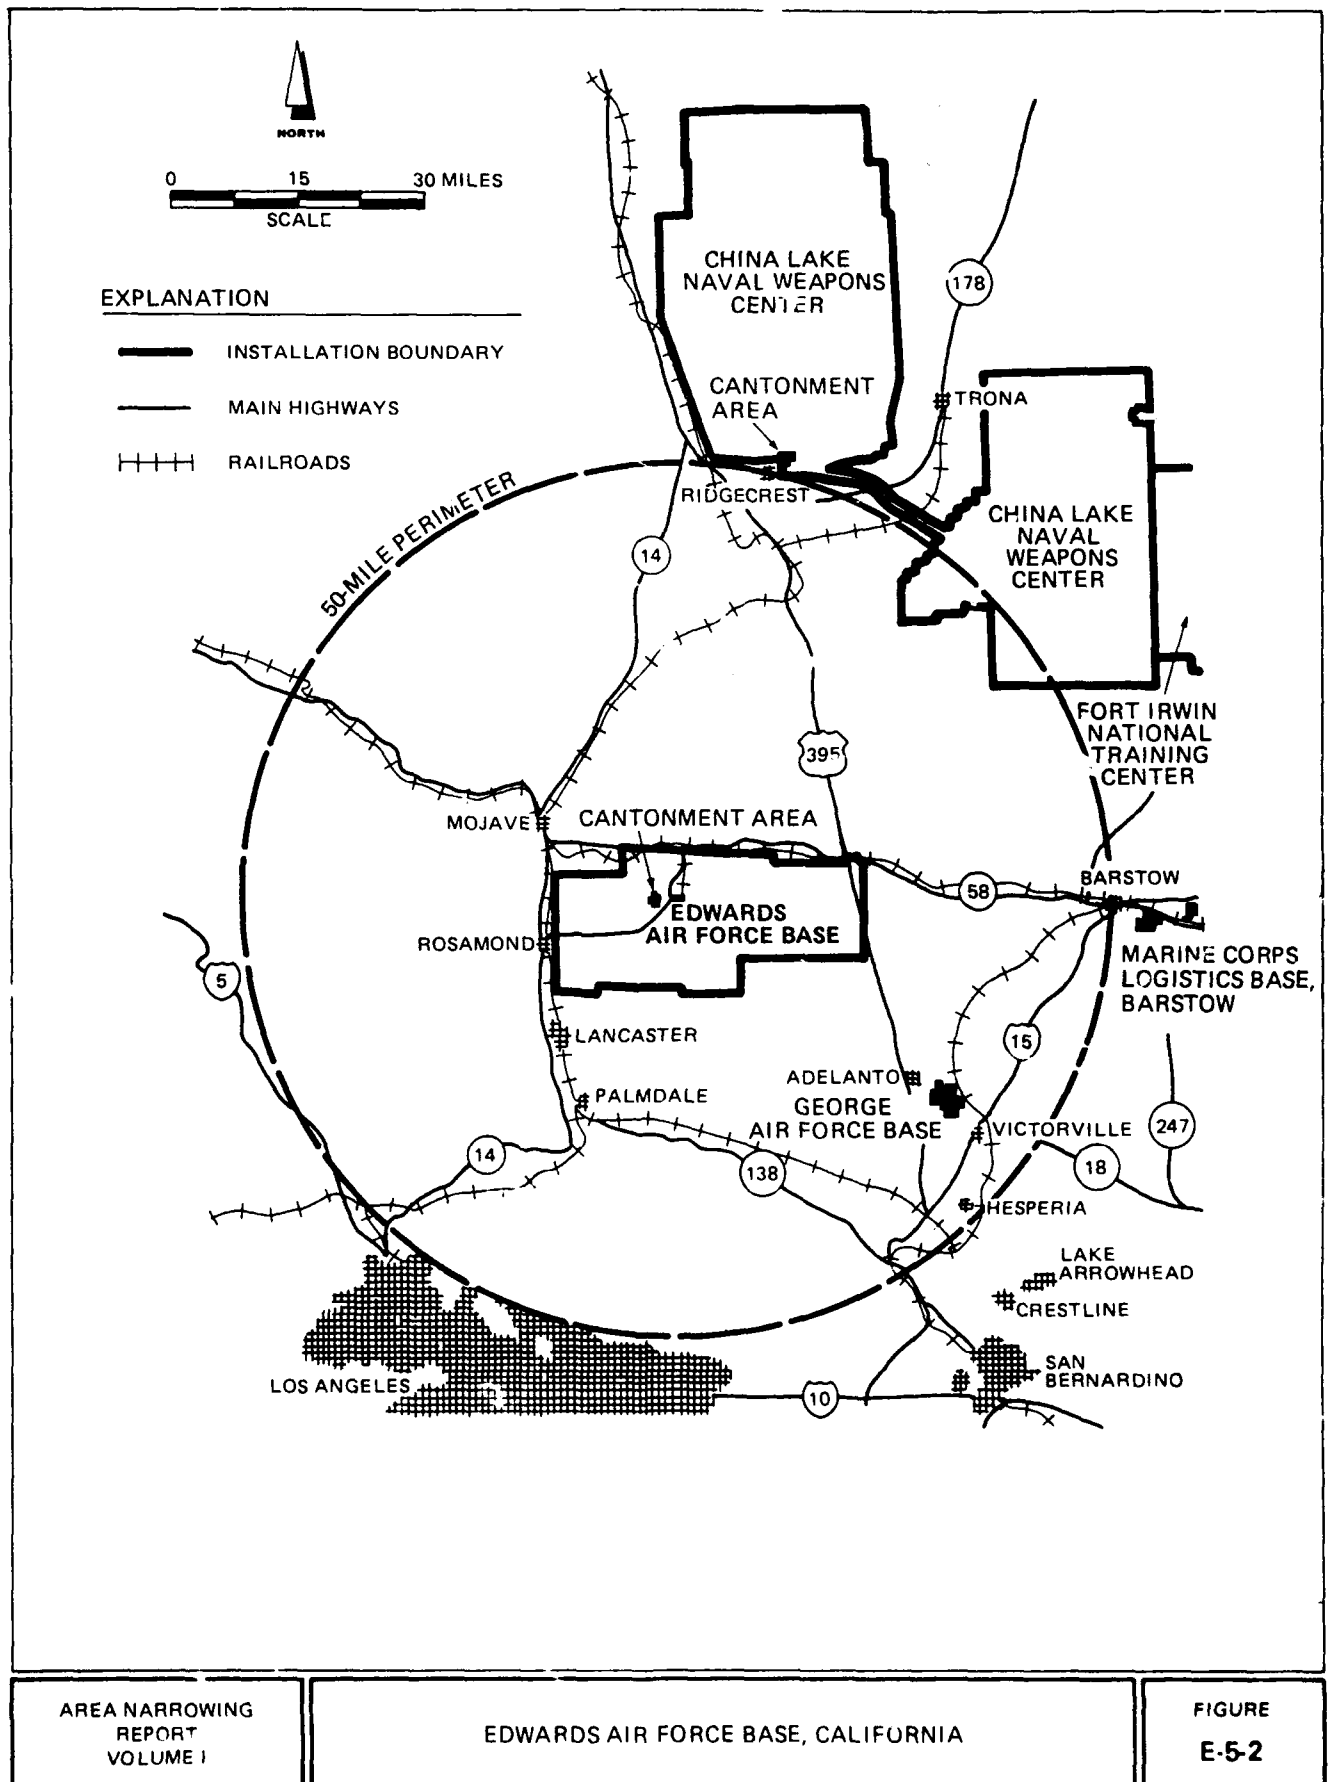 NORTH
0 15 30 MILES
SCALE
EXPLANATION
INSTALLATION BOUNDARY
MAIN HIGHWAYS
RAILROADS
CHINA LAKE
NAVAL WEAPONS
CENTER
178
CANTONMENT
AREA
TRONA
RIDGECREST
50-MILE PERIMETER
14
CHINA LAKE
NAVAL
WEAPONS
CENTER
395
FORT IRWIN
NATIONAL
TRAINING
CENTER
MOJAVE
CANTONMENT AREA
58
BARSTOW
EDWARDS
AIR FORCE BASE
ROSAMOND
MARINE CORPS
LOGISTICS BASE,
BARSTOW
5
LANCASTER
15
ADELANTO
PALMDALE
GEORGE
AIR FORCE BASE
VICTORVILLE
247
14
138
18
HESPERIA
LAKE
ARROWHEAD
CRESTLINE
SAN
BERNARDINO
LOS ANGELES
10
AREA NARROWING
REPORT
VOLUME I
EDWARDS AIR FORCE BASE, CALIFORNIA
FIGURE
E-5-2